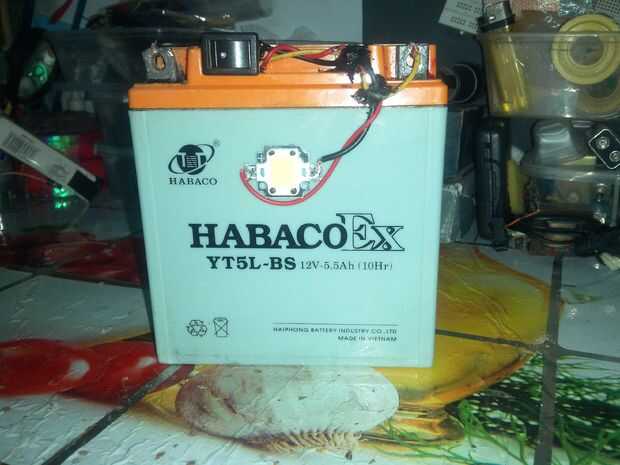 ®
HABACO
HABACOEx
YT5L-BS 12V-5.5Ah (10Hr)
HAIPHONG BATTERY INDUSTRY CO.,LTD
MADE IN VIETNAM